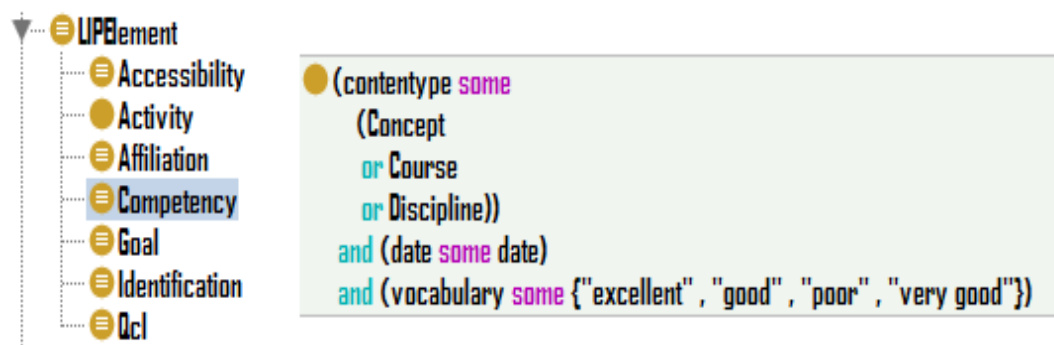 LIPElement
Accessibility
Activity
Affiliation
Competency
Goal
Identification
Qcl
(contentype some
(Concept
or Course
or Discipline))
and (date some date)
and (vocabulary some {"excellent" , "good" , "poor" , "very good"})